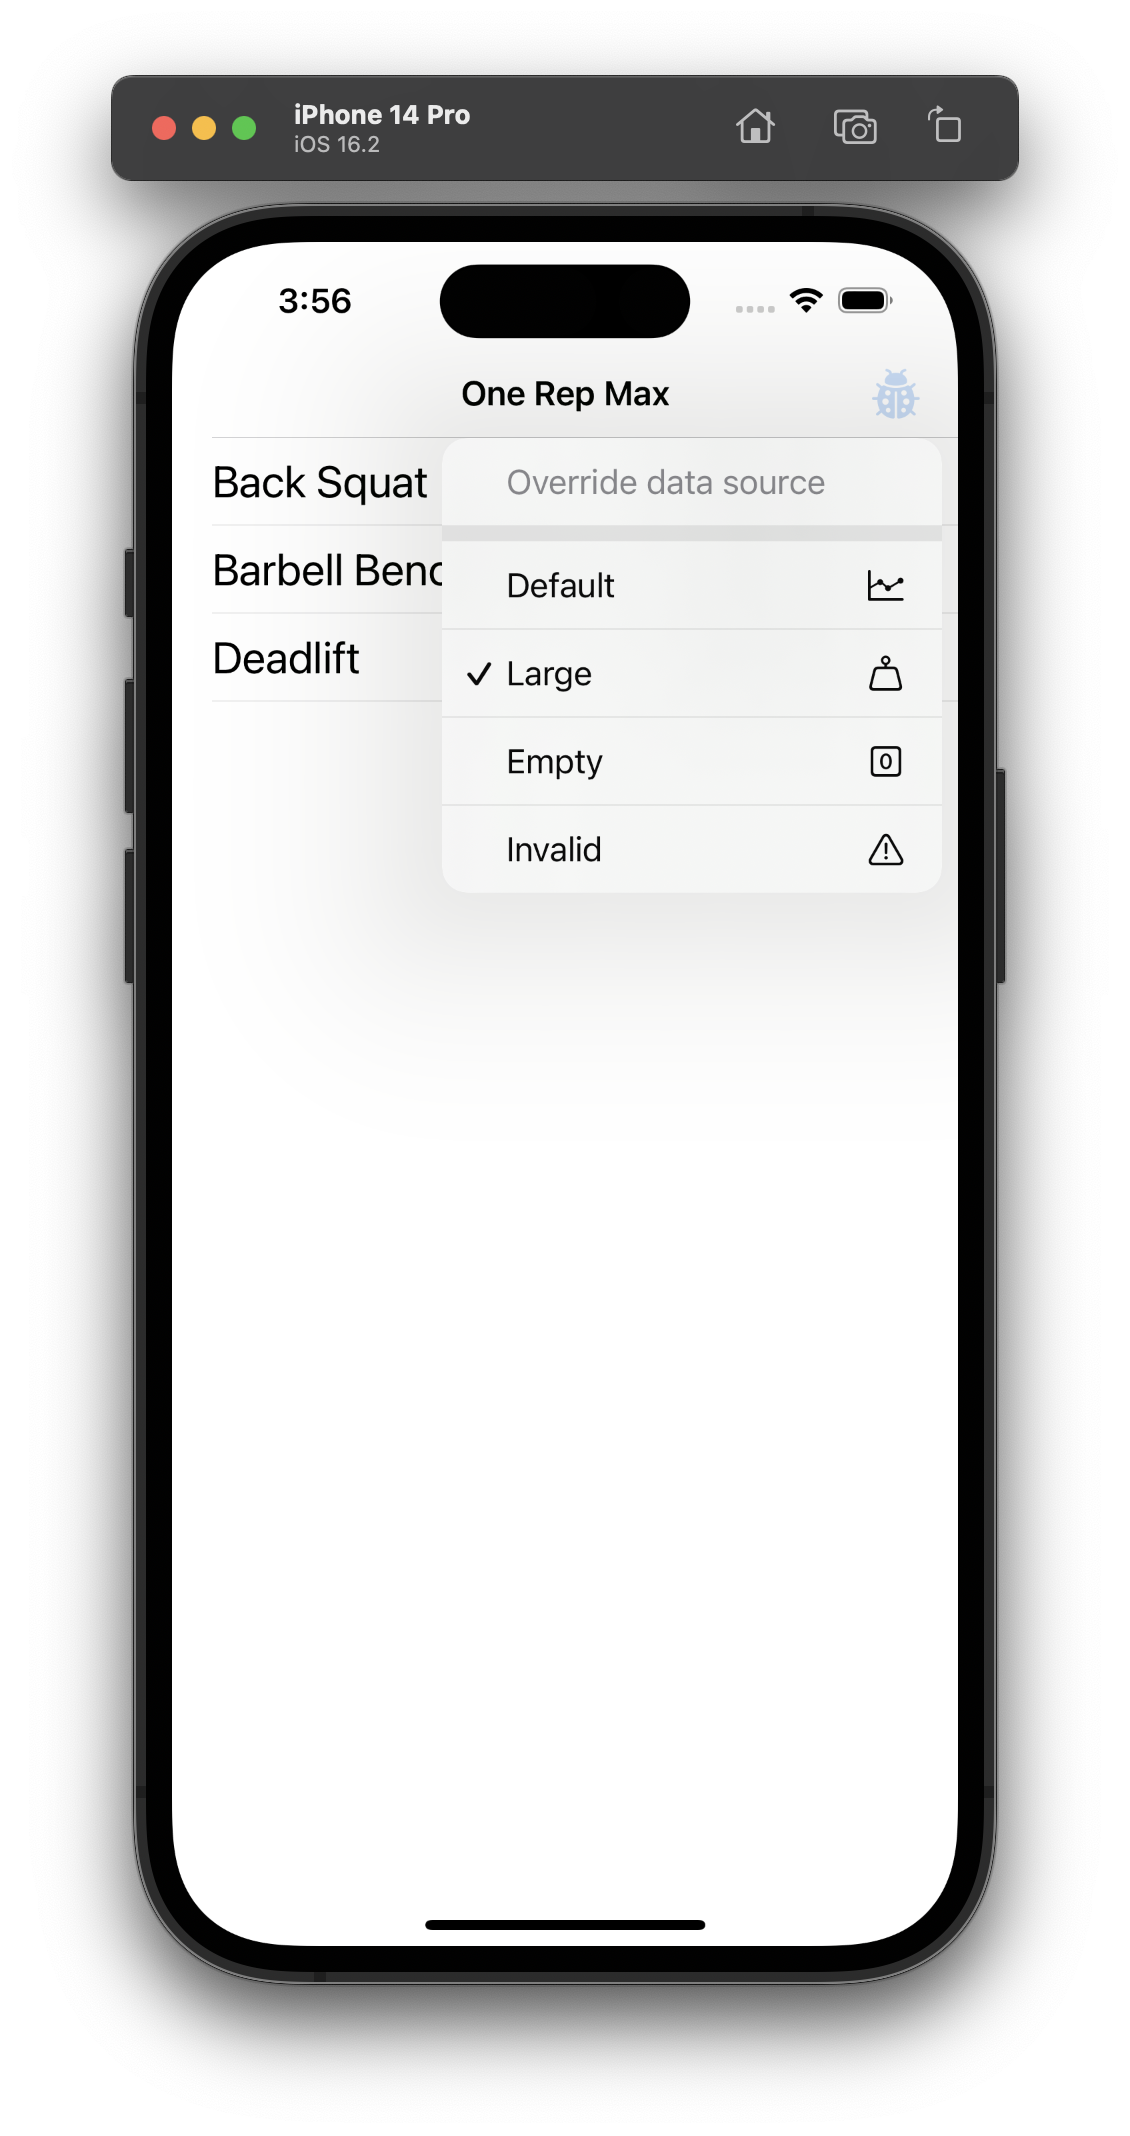 iPhone 14 Pro
iOS 16.2
3:56
One Rep Max
Back Squat
Override data source
Barbell Benc
Default
Deadlift
Large
Empty
0
Invalid